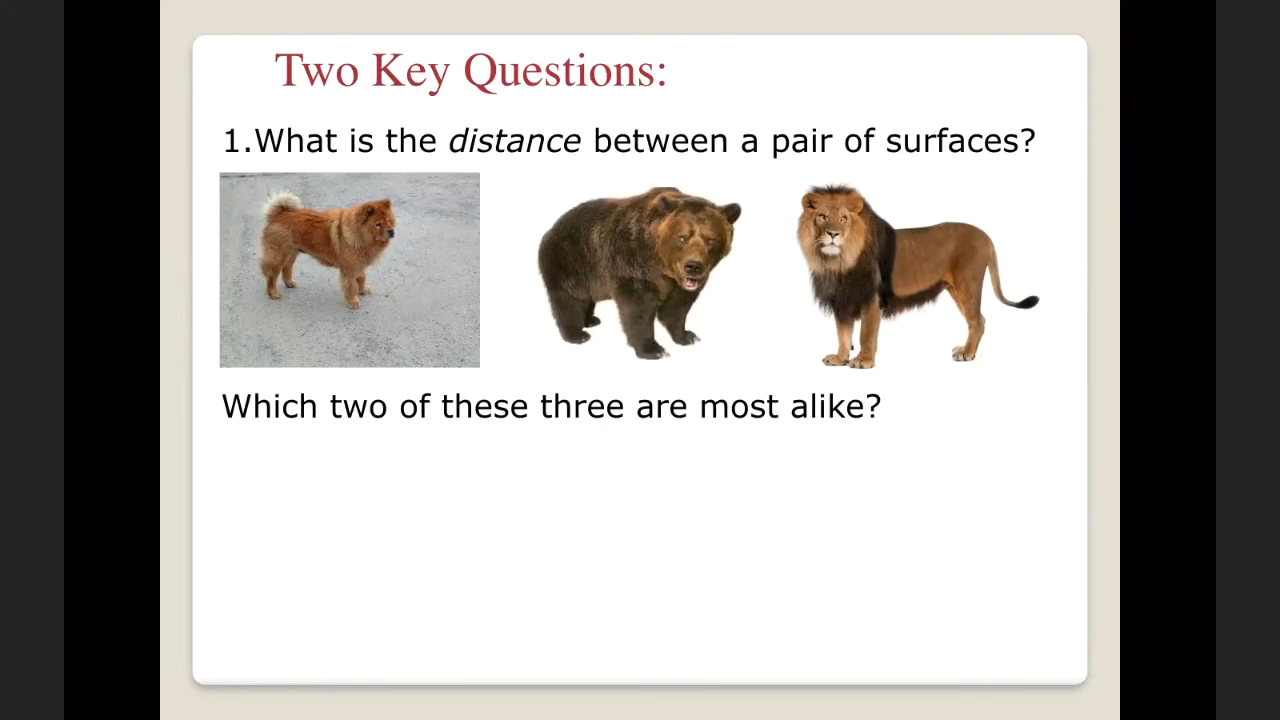 Two Key Questions:
1.What is the distance between a pair of surfaces?
Which two of these three are most alike?